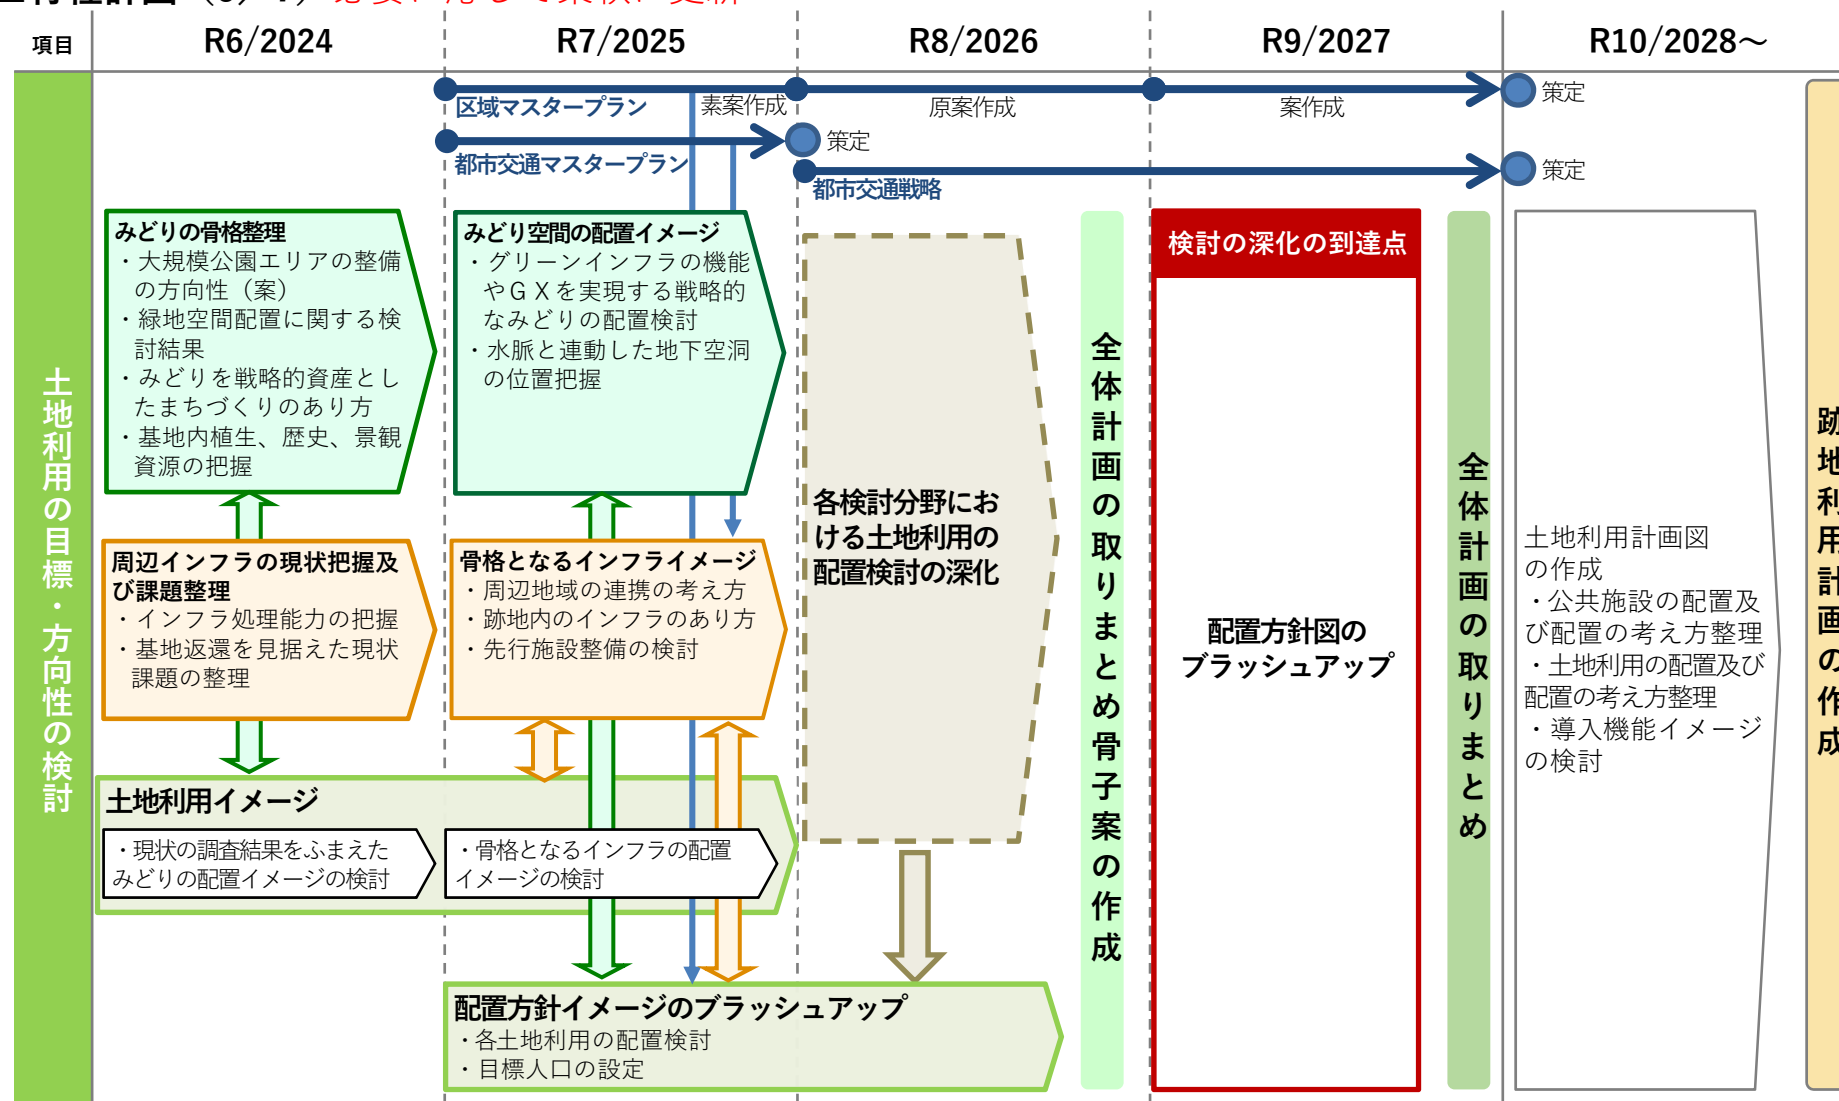 項目
R6/2024
R7/2025
R8/2026
R9/2027
R10/2028～
土地利用の目標・方向性の検討
区域マスタープラン
素案作成
原案作成
案作成
策定
都市交通マスタープラン
策定
都市交通戦略
策定
みどりの骨格整理
・大規模公園エリアの整備
の方向性（案）
・緑地空間配置に関する検
討結果
・みどりを戦略的資産とし
たまちづくりのあり方
・基地内植生、歴史、景観
資源の把握
周辺インフラの現状把握及
び課題整理
・インフラ処理能力の把握
・基地返還を見据えた現状
課題の整理
土地利用イメージ
・現状の調査結果をふまえた
みどりの配置イメージの検討
みどり空間の配置イメージ
・グリーンインフラの機能
やＧＸを実現する戦略的
なみどりの配置検討
・水脈と連動した地下空洞
の位置把握
骨格となるインフライメージ
・周辺地域の連携の考え方
・跡地内のインフラのあり方
・先行施設整備の検討
・骨格となるインフラの配置
イメージの検討
配置方針イメージのブラッシュアップ
・各土地利用の配置検討
・目標人口の設定
各検討分野にお
ける土地利用の
配置検討の深化
全体計画の取りまとめ骨子案の作成
検討の深化の到達点
配置方針図の
ブラッシュアップ
全体計画の取りまとめ
土地利用計画図
の作成
・公共施設の配置及
び配置の考え方整理
・土地利用の配置及び
配置の考え方整理
・導入機能イメージ
の検討
跡地利用計画の作成